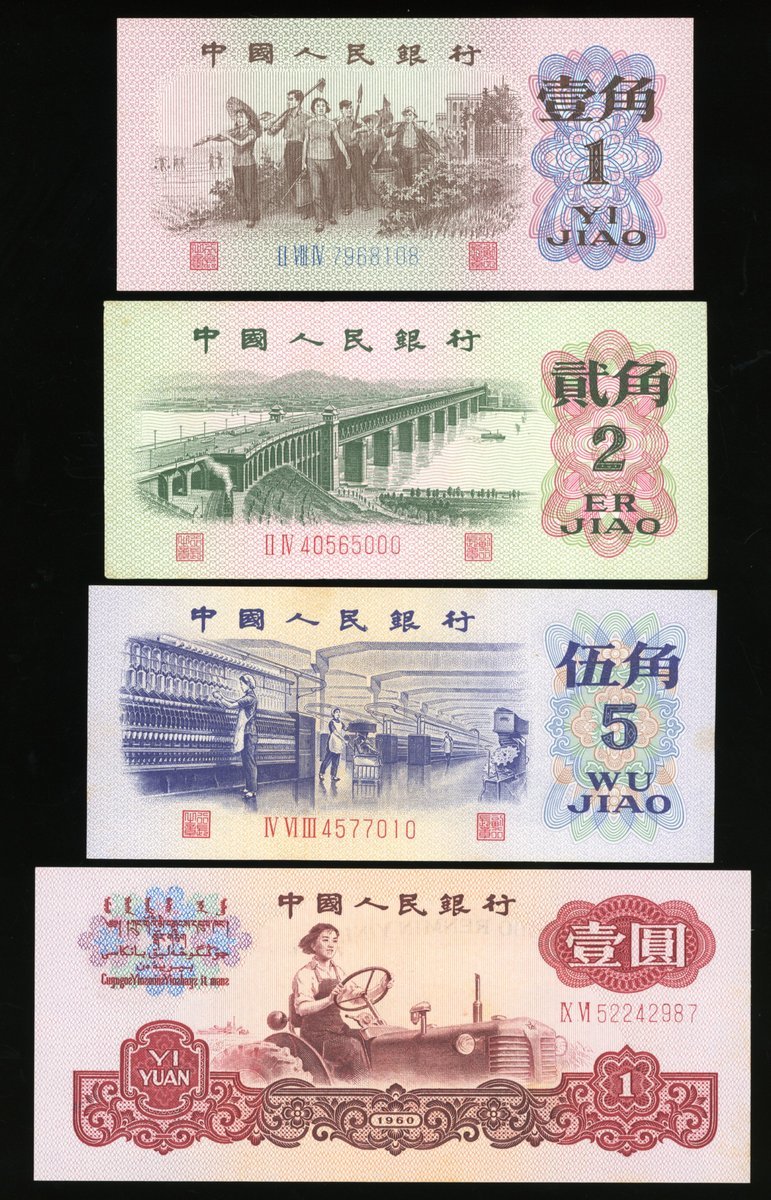 中國人民銀行
壹角
1
YI
JIAO
II VIII IV 7968108
中國人民銀行
貳角
2
ER
JIAO
II IV 40565000
中國人民銀行
伍角
5
WU
JIAO
IV VI III 4577010
中國人民銀行
壹圓
IX VI 52242987
YI
YUAN
1
1960